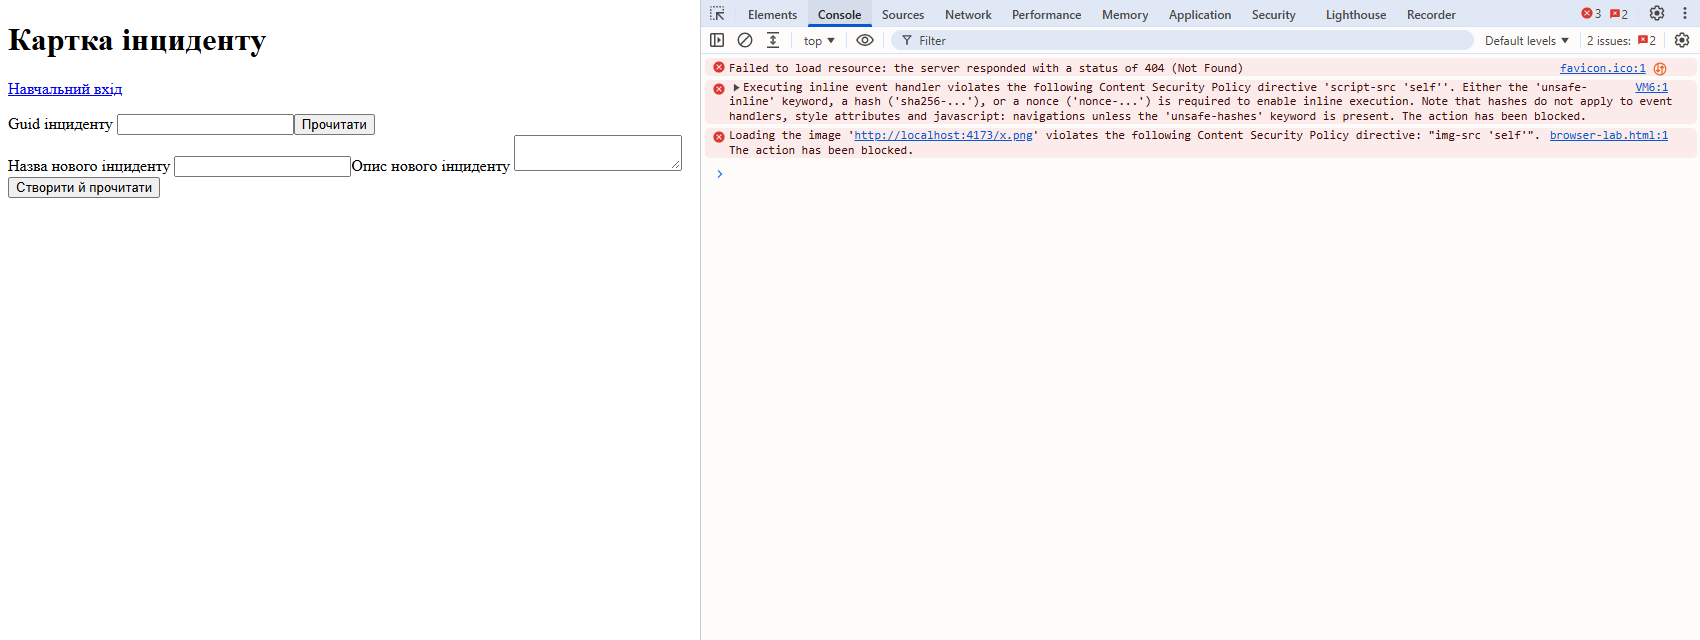 Картка інциденту
Навчальний вхід
Guid інциденту Прочитати
Назва нового інциденту Опис нового інциденту
Створити й прочитати
Elements Console Sources Network Performance Memory Application Security Lighthouse Recorder 3 2
top Filter Default levels 2 issues: 2
Failed to load resource: the server responded with a status of 404 (Not Found) favicon.ico:1
Executing inline event handler violates the following Content Security Policy directive 'script-src 'self''. Either the 'unsafe- VM6:1
inline' keyword, a hash ('sha256-...'), or a nonce ('nonce-...') is required to enable inline execution. Note that hashes do not apply to event
handlers, style attributes and javascript: navigations unless the 'unsafe-hashes' keyword is present. The action has been blocked.
Loading the image 'http://localhost:4173/x.png' violates the following Content Security Policy directive: "img-src 'self'". browser-lab.html:1
The action has been blocked.